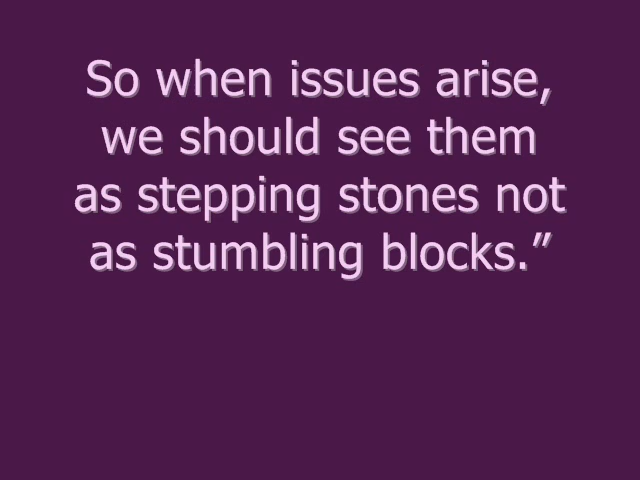 So when issues arise,
we should see them
as stepping stones not
as stumbling blocks.”